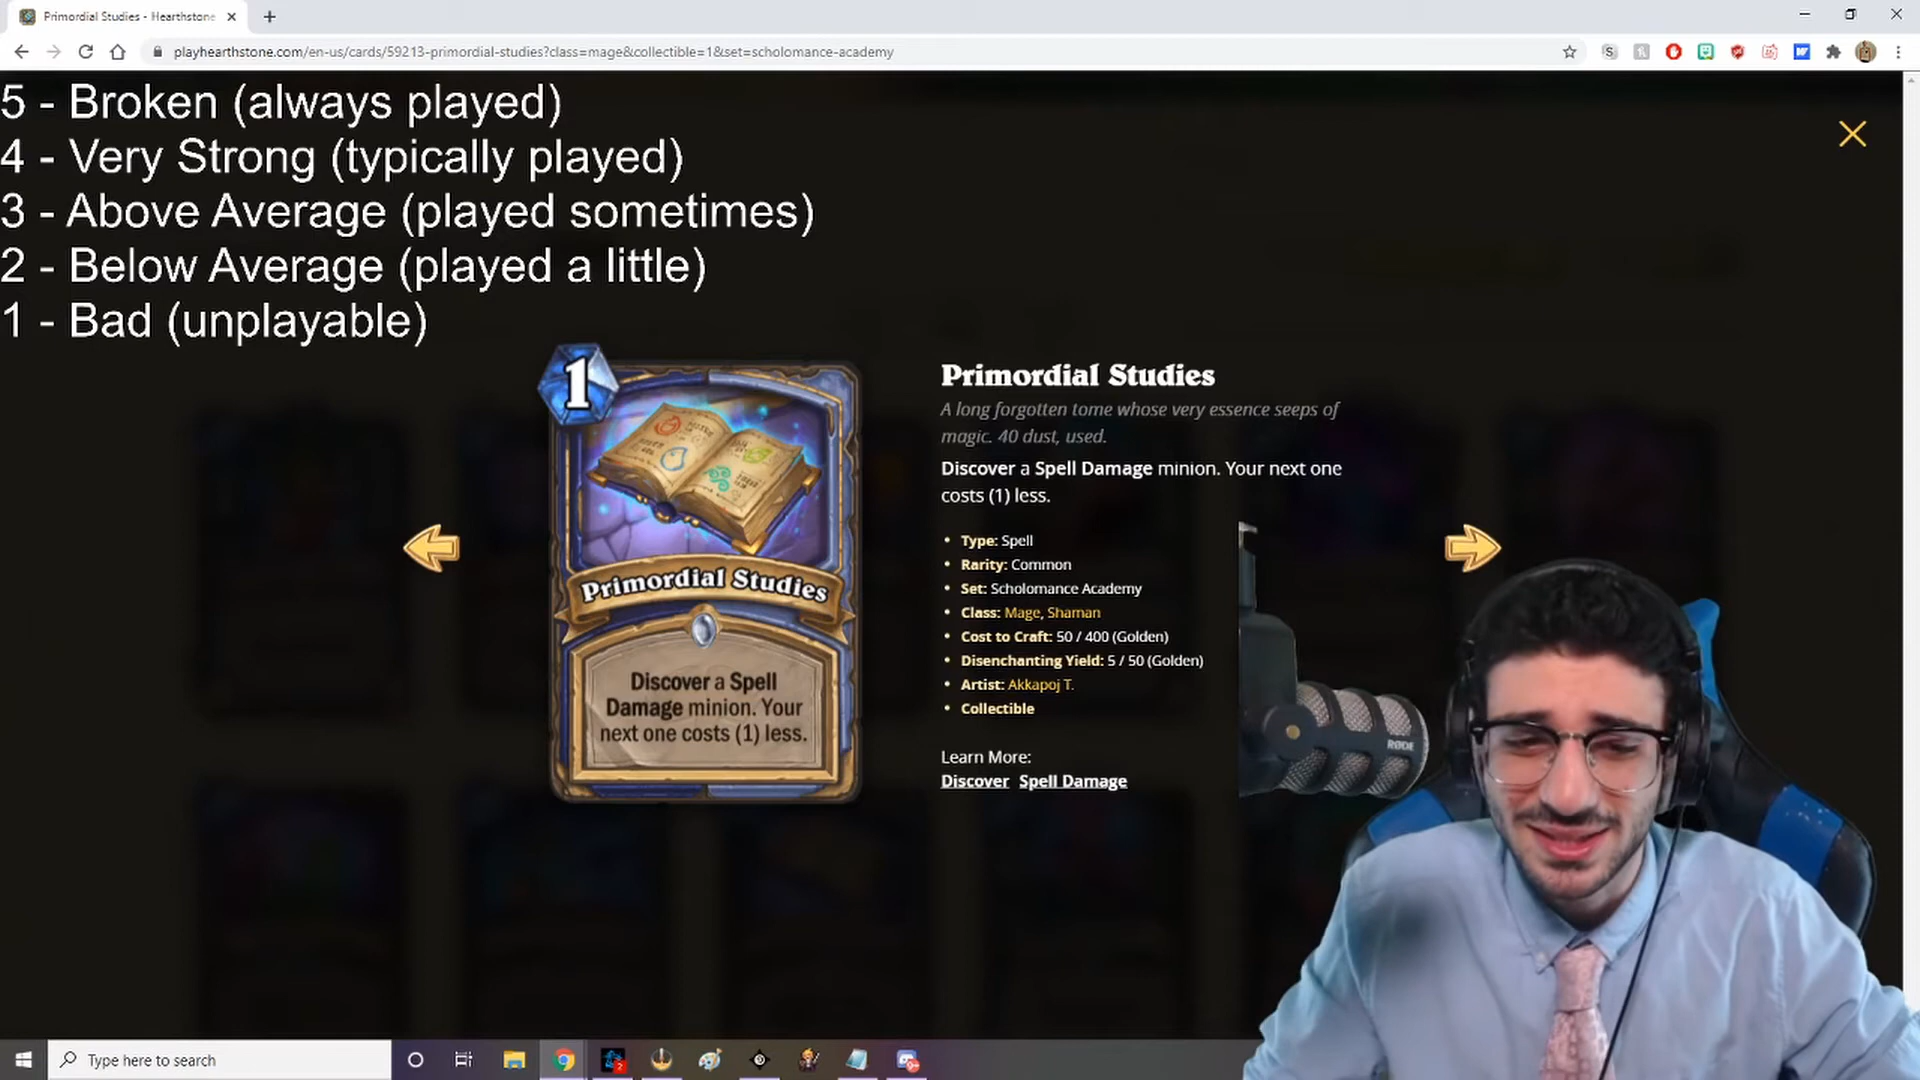 Primordial Studies - Hearthstone
playhearthstone.com/en-us/cards/59213-primordial-studies?class=mage&collectible=1&set=scholomance-academy
5 - Broken (always played)
4 - Very Strong (typically played)
3 - Above Average (played sometimes)
2 - Below Average (played a little)
1 - Bad (unplayable)
1
Primordial Studies
Discover a Spell
Damage minion. Your
next one costs (1) less.
Primordial Studies
A long forgotten tome whose very essence seeps of
magic. 40 dust, used.
Discover a Spell Damage minion. Your next one
costs (1) less.
• Type: Spell
• Rarity: Common
• Set: Scholomance Academy
• Class: Mage, Shaman
• Cost to Craft: 50 / 400 (Golden)
• Disenchanting Yield: 5 / 50 (Golden)
• Artist: Akkapoj T.
• Collectible
Learn More:
Discover Spell Damage
RØDE
Type here to search
2